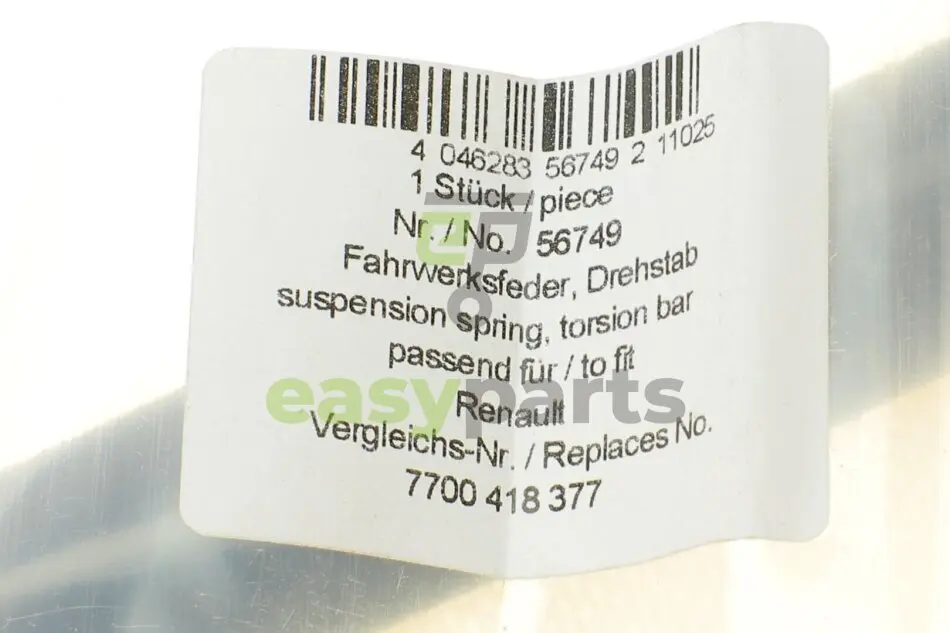 4 046283 56749 2 11025
1 Stück / piece
Nr. / No. 56749
Fahrwerksfeder, Drehstab
suspension spring, torsion bar
passend für / to fit
Renault
Vergleichs-Nr. / Replaces No.
7700 418 377
easyparts